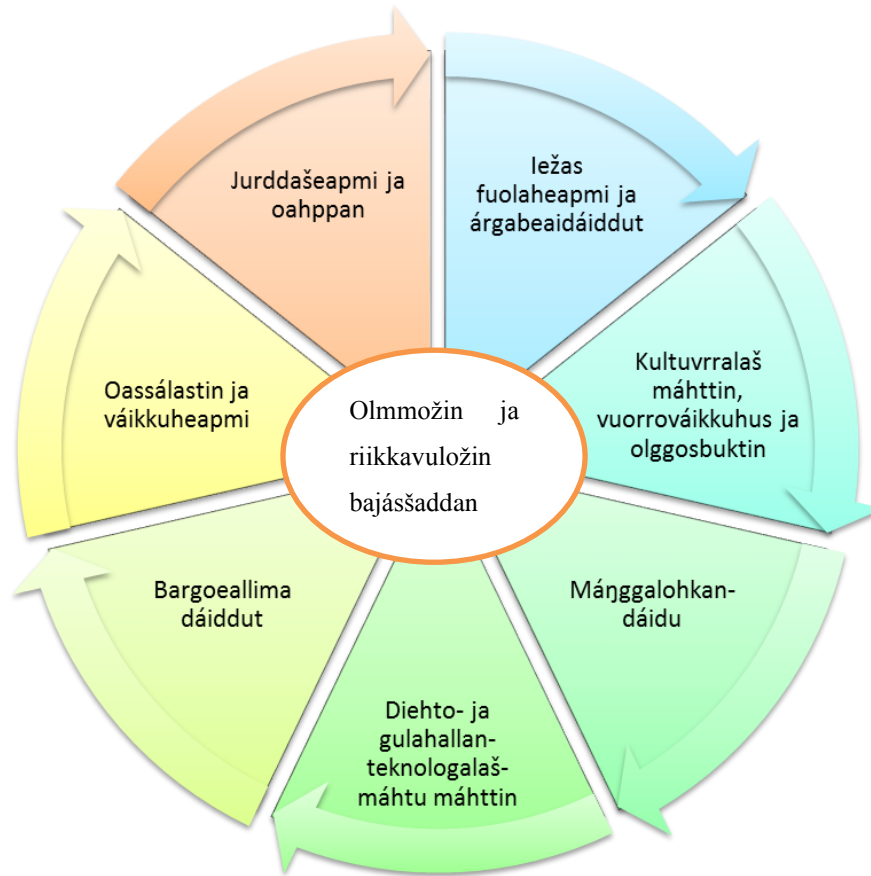 Jurddašeapmi ja
oahppan
Iežas
fuolaheapmi ja
árgabeaidáiddut
Kultuvrralaš
máhttin,
vuorrováikkuhus ja
olggosbuktin
Máŋggalohkan-
dáidu
Diehto- ja
gulahallan-
teknologalaš-
máhtu máhttin
Bargoeallima
dáiddut
Oassálastin ja
váikkuheapmi
Olmmožin ja
riikkavuložin
bajásšaddan